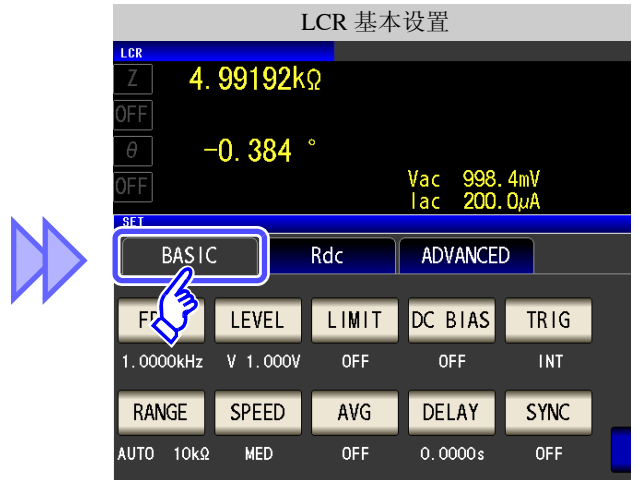 LCR 基本设置
LCR
Z 4.99192kΩ
OFF
θ -0.384 °
OFF
Vac 998.4mV
Iac 200.0μA
SET
BASIC Rdc ADVANCED
LEVEL LIMIT DC BIAS TRIG
1.0000kHz V 1.000V OFF OFF INT
RANGE SPEED AVG DELAY SYNC
AUTO 10kΩ MED OFF 0.0000s OFF